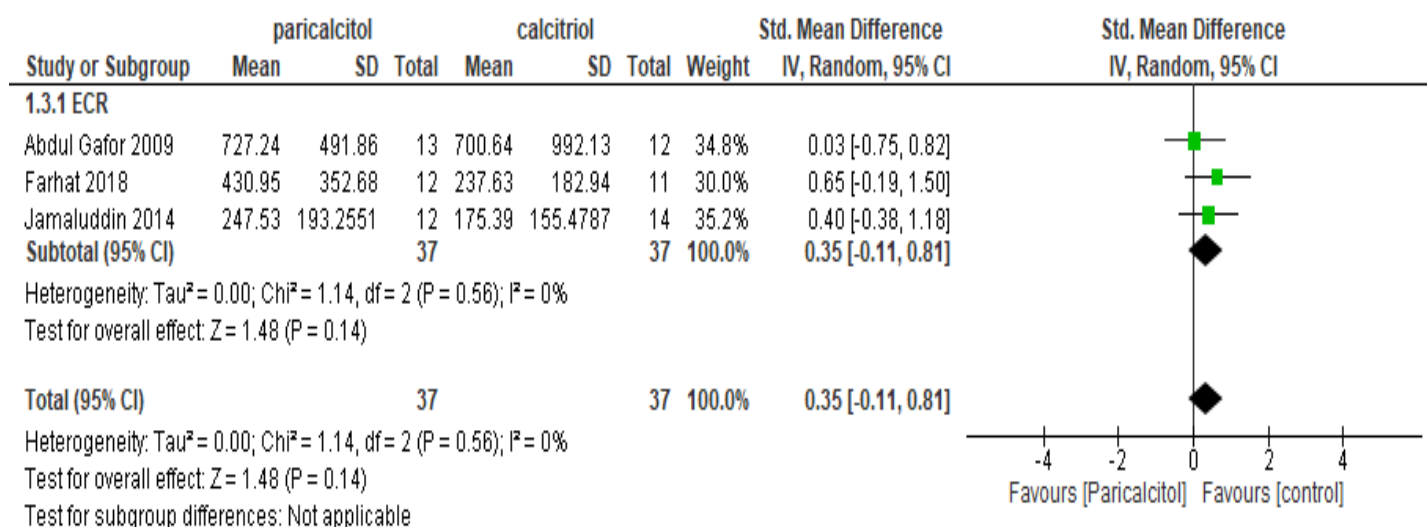 paricalcitol calcitriol Std. Mean Difference Std. Mean Difference
Study or Subgroup Mean SD Total Mean SD Total Weight IV, Random, 95% CI IV, Random, 95% CI
1.3.1 ECR
Abdul Gafor 2009 727.24 491.86 13 700.64 992.13 12 34.8% 0.03 [-0.75, 0.82]
Farhat 2018 430.95 352.68 12 237.63 182.94 11 30.0% 0.65 [-0.19, 1.50]
Jamaluddin 2014 247.53 193.2551 12 175.39 155.4787 14 35.2% 0.40 [-0.38, 1.18]
Subtotal (95% CI) 37 37 100.0% 0.35 [-0.11, 0.81]
Heterogeneity: Tau² = 0.00; Chi² = 1.14, df = 2 (P = 0.56); I² = 0%
Test for overall effect: Z = 1.48 (P = 0.14)
Total (95% CI) 37 37 100.0% 0.35 [-0.11, 0.81]
Heterogeneity: Tau² = 0.00; Chi² = 1.14, df = 2 (P = 0.56); I² = 0%
Test for overall effect: Z = 1.48 (P = 0.14)
Test for subgroup differences: Not applicable
-4 -2 0 2 4
Favours [Paricalcitol] Favours [control]